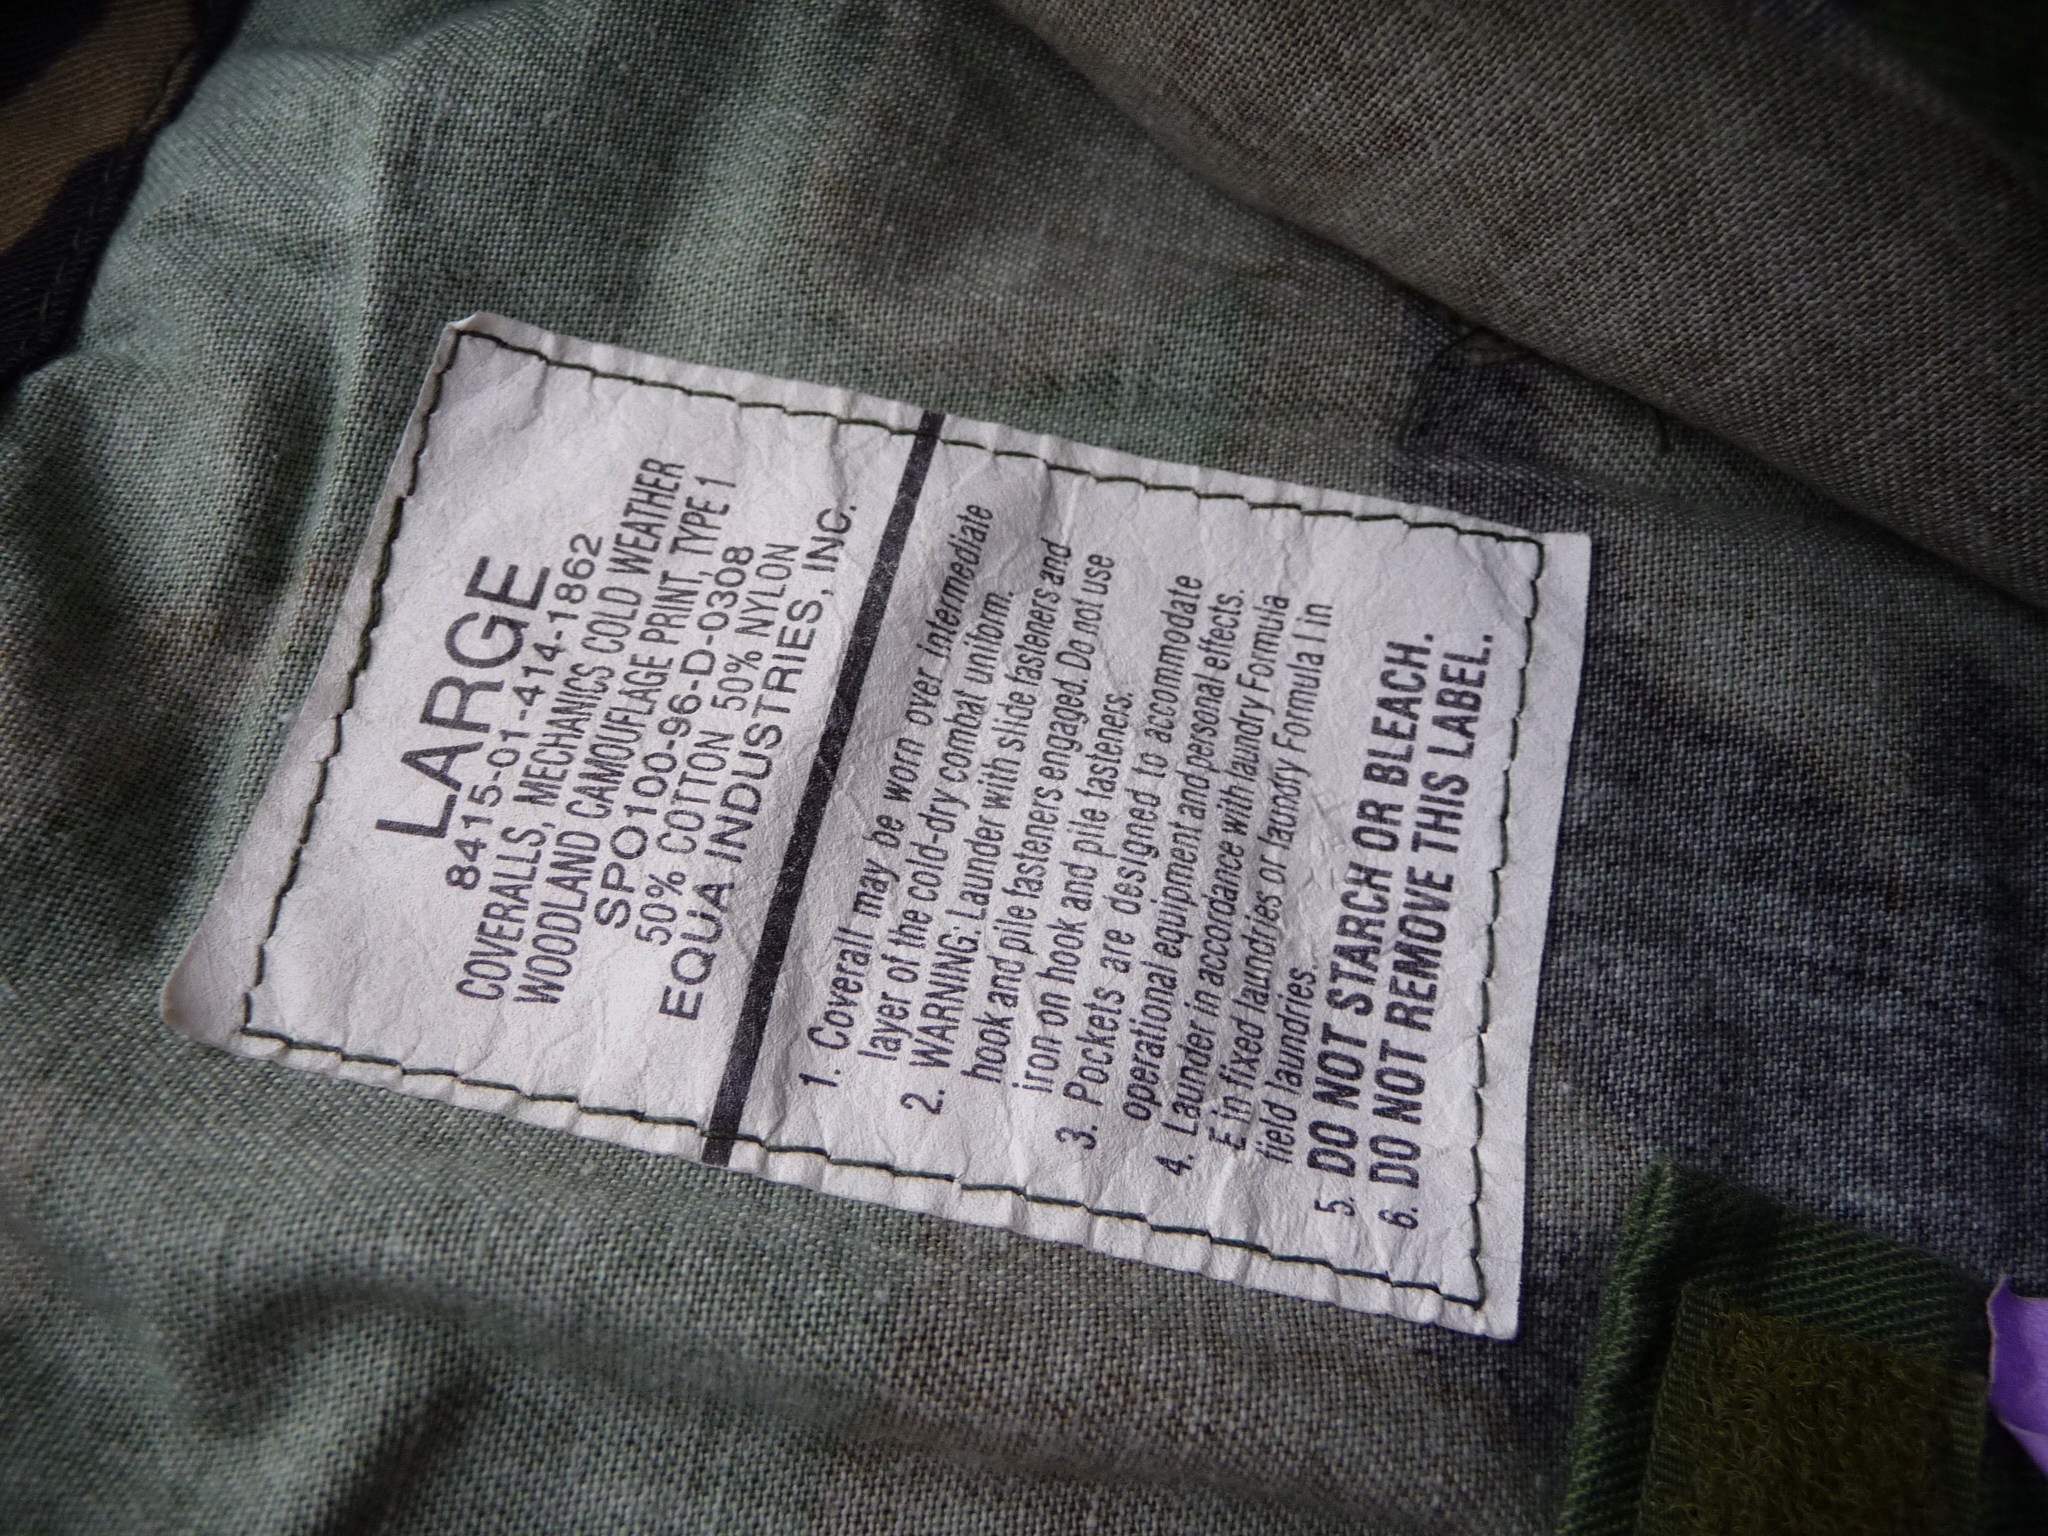 LARGE
8415-01-414-1862
COVERALLS, MECHANICS COLD WEATHER
WOODLAND CAMOUFLAGE PRINT, TYPE 1
SPO100-96-D-0308
50% COTTON 50% NYLON
EQUA INDUSTRIES, INC.
1. Coverall may be worn over intermediate
layer of the cold-dry combat uniform.
2. WARNING: Launder with slide fasteners and
hook and pile fasteners engaged. Do not use
iron on hook and pile fasteners.
3. Pockets are designed to accommodate
operational equipment and personal effects.
4. Launder in accordance with laundry Formula
E in fixed laundries or laundry Formula I in
field laundries.
5. DO NOT STARCH OR BLEACH.
6. DO NOT REMOVE THIS LABEL.